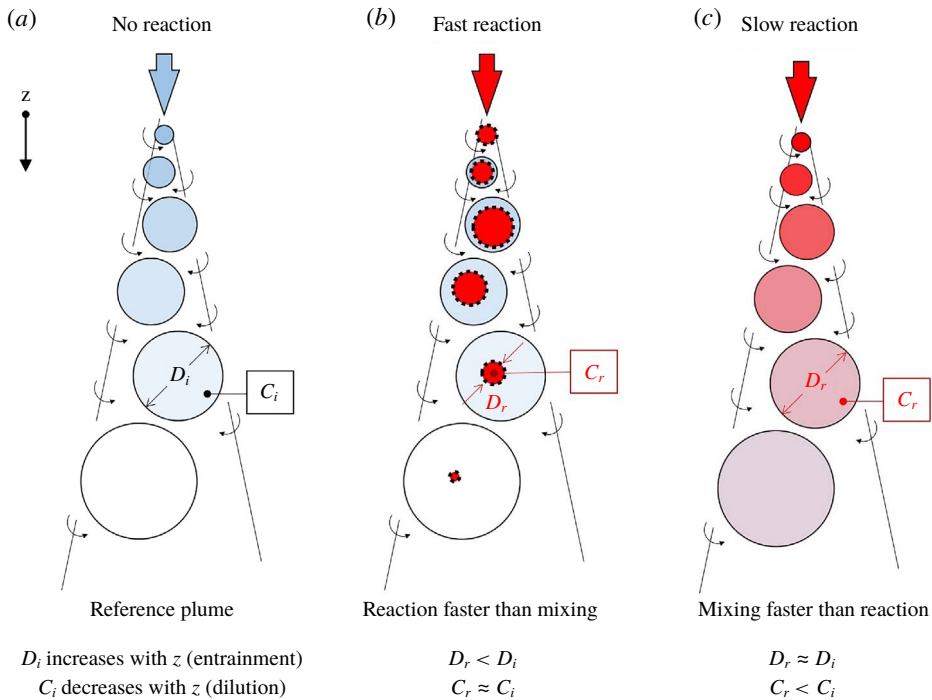 (a)
No reaction
z
D_i
C_i
Reference plume
D_i increases with z (entrainment)
C_i decreases with z (dilution)
(b)
Fast reaction
C_r
D_r
Reaction faster than mixing
D_r < D_i
C_r ≈ C_i
(c)
Slow reaction
D_r
C_r
Mixing faster than reaction
D_r ≈ D_i
C_r < C_i